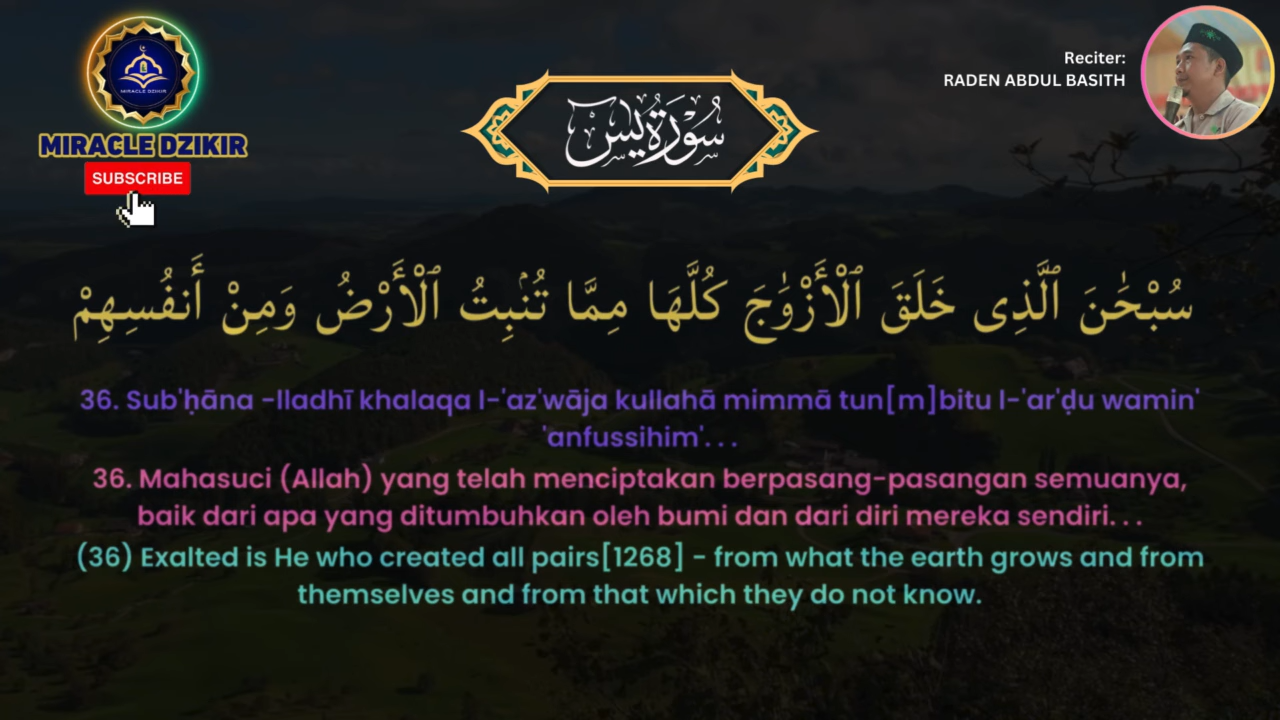 MIRACLE DZIKIR
MIRACLE DZIKIR
SUBSCRIBE
سُوْرَةُ يٰسٓ
Reciter:
RADEN ABDUL BASITH
سُبْحَٰنَ ٱلَّذِى خَلَقَ ٱلْأَزْوَٰجَ كُلَّهَا مِمَّا تُنۢبِتُ ٱلْأَرْضُ وَمِنْ أَنفُسِهِمْ
36. Sub'ḥāna -lladhī khalaqa l-'az'wāja kullahā mimmā tun[m]bitu l-'ar'ḍu wamin'
'anfussihim'. . .
36. Mahasuci (Allah) yang telah menciptakan berpasang-pasangan semuanya,
baik dari apa yang ditumbuhkan oleh bumi dan dari diri mereka sendiri. . .
(36) Exalted is He who created all pairs[1268] - from what the earth grows and from
themselves and from that which they do not know.